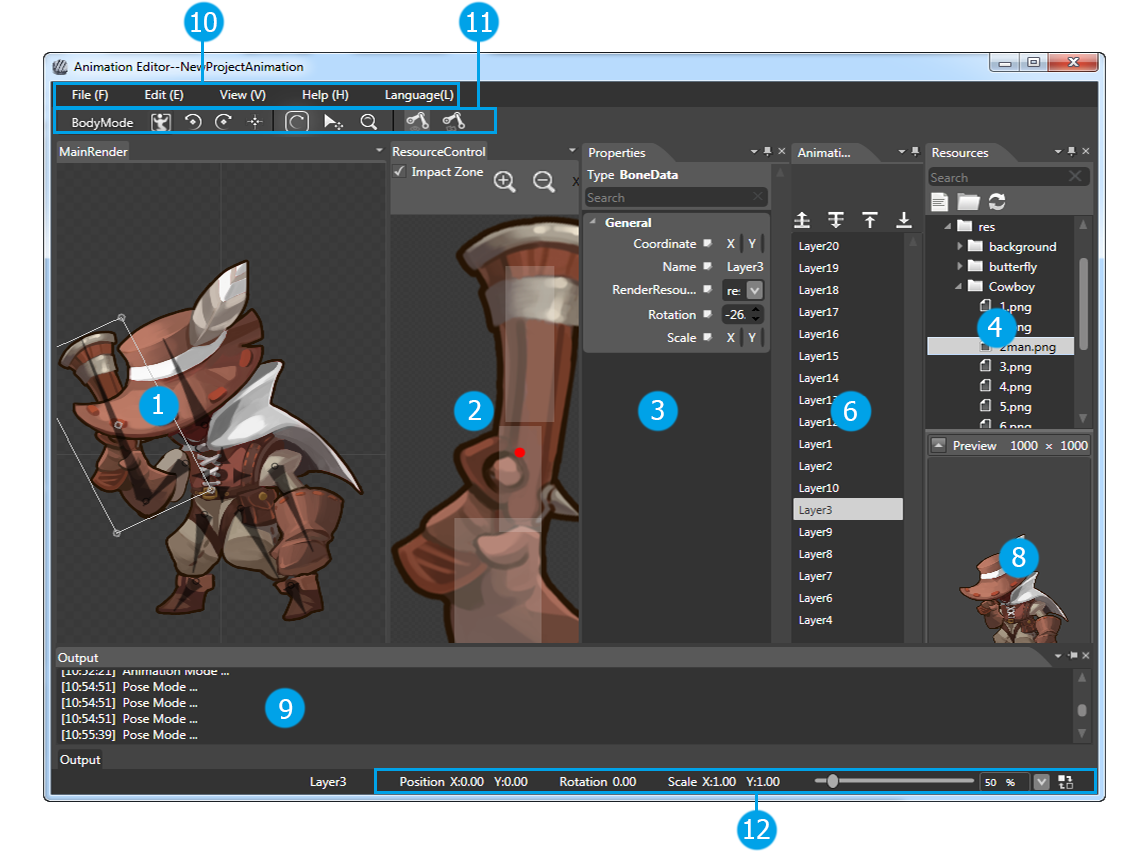 10
11
Animation Editor--NewProjectAnimation
File (F) Edit (E) View (V) Help (H) Language(L)
BodyMode
MainRender
ResourceControl
Impact Zone
X
1
2
Properties
Type BoneData
Search
General
Coordinate X Y
Name Layer3
RenderResou...
Rotation -26.
Scale X Y
3
Animati...
Layer20
Layer19
Layer18
Layer17
Layer16
Layer15
Layer14
Layer1
Layer2
Layer10
Layer3
Layer9
Layer8
Layer7
Layer6
Layer4
6
Resources
Search
res
background
butterfly
Cowboy
1.png
2man.png
3.png
4.png
5.png
6.png
4
Preview 1000 × 1000
8
Output
[10:52:21] Animation Mode ...
[10:54:51] Pose Mode ...
[10:54:51] Pose Mode ...
[10:54:51] Pose Mode ...
[10:55:39] Pose Mode ...
9
Output
Layer3 Position X:0.00 Y:0.00 Rotation 0.00 Scale X:1.00 Y:1.00 50 %
12